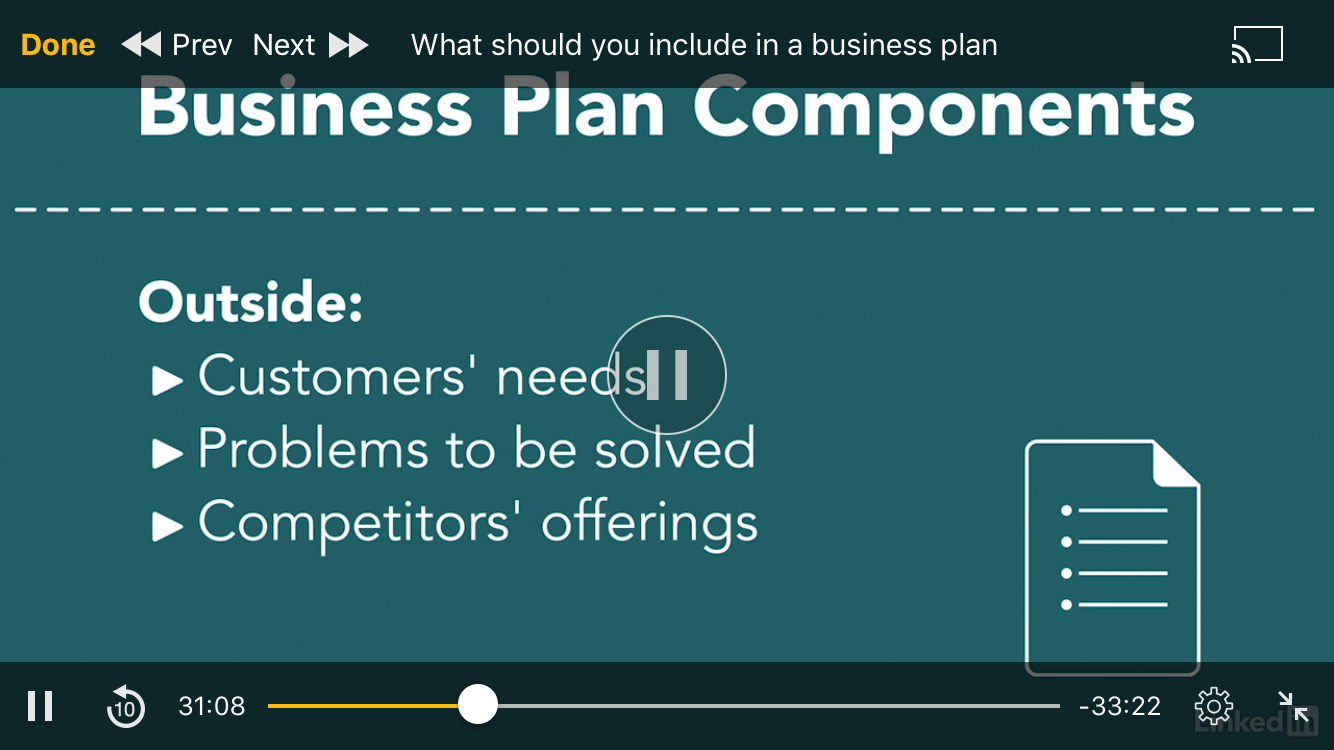 Done Prev Next What should you include in a business plan
Business Plan Components
Outside:
► Customers' needs
► Problems to be solved
► Competitors' offerings
10 31:08 -33:22
Linked in